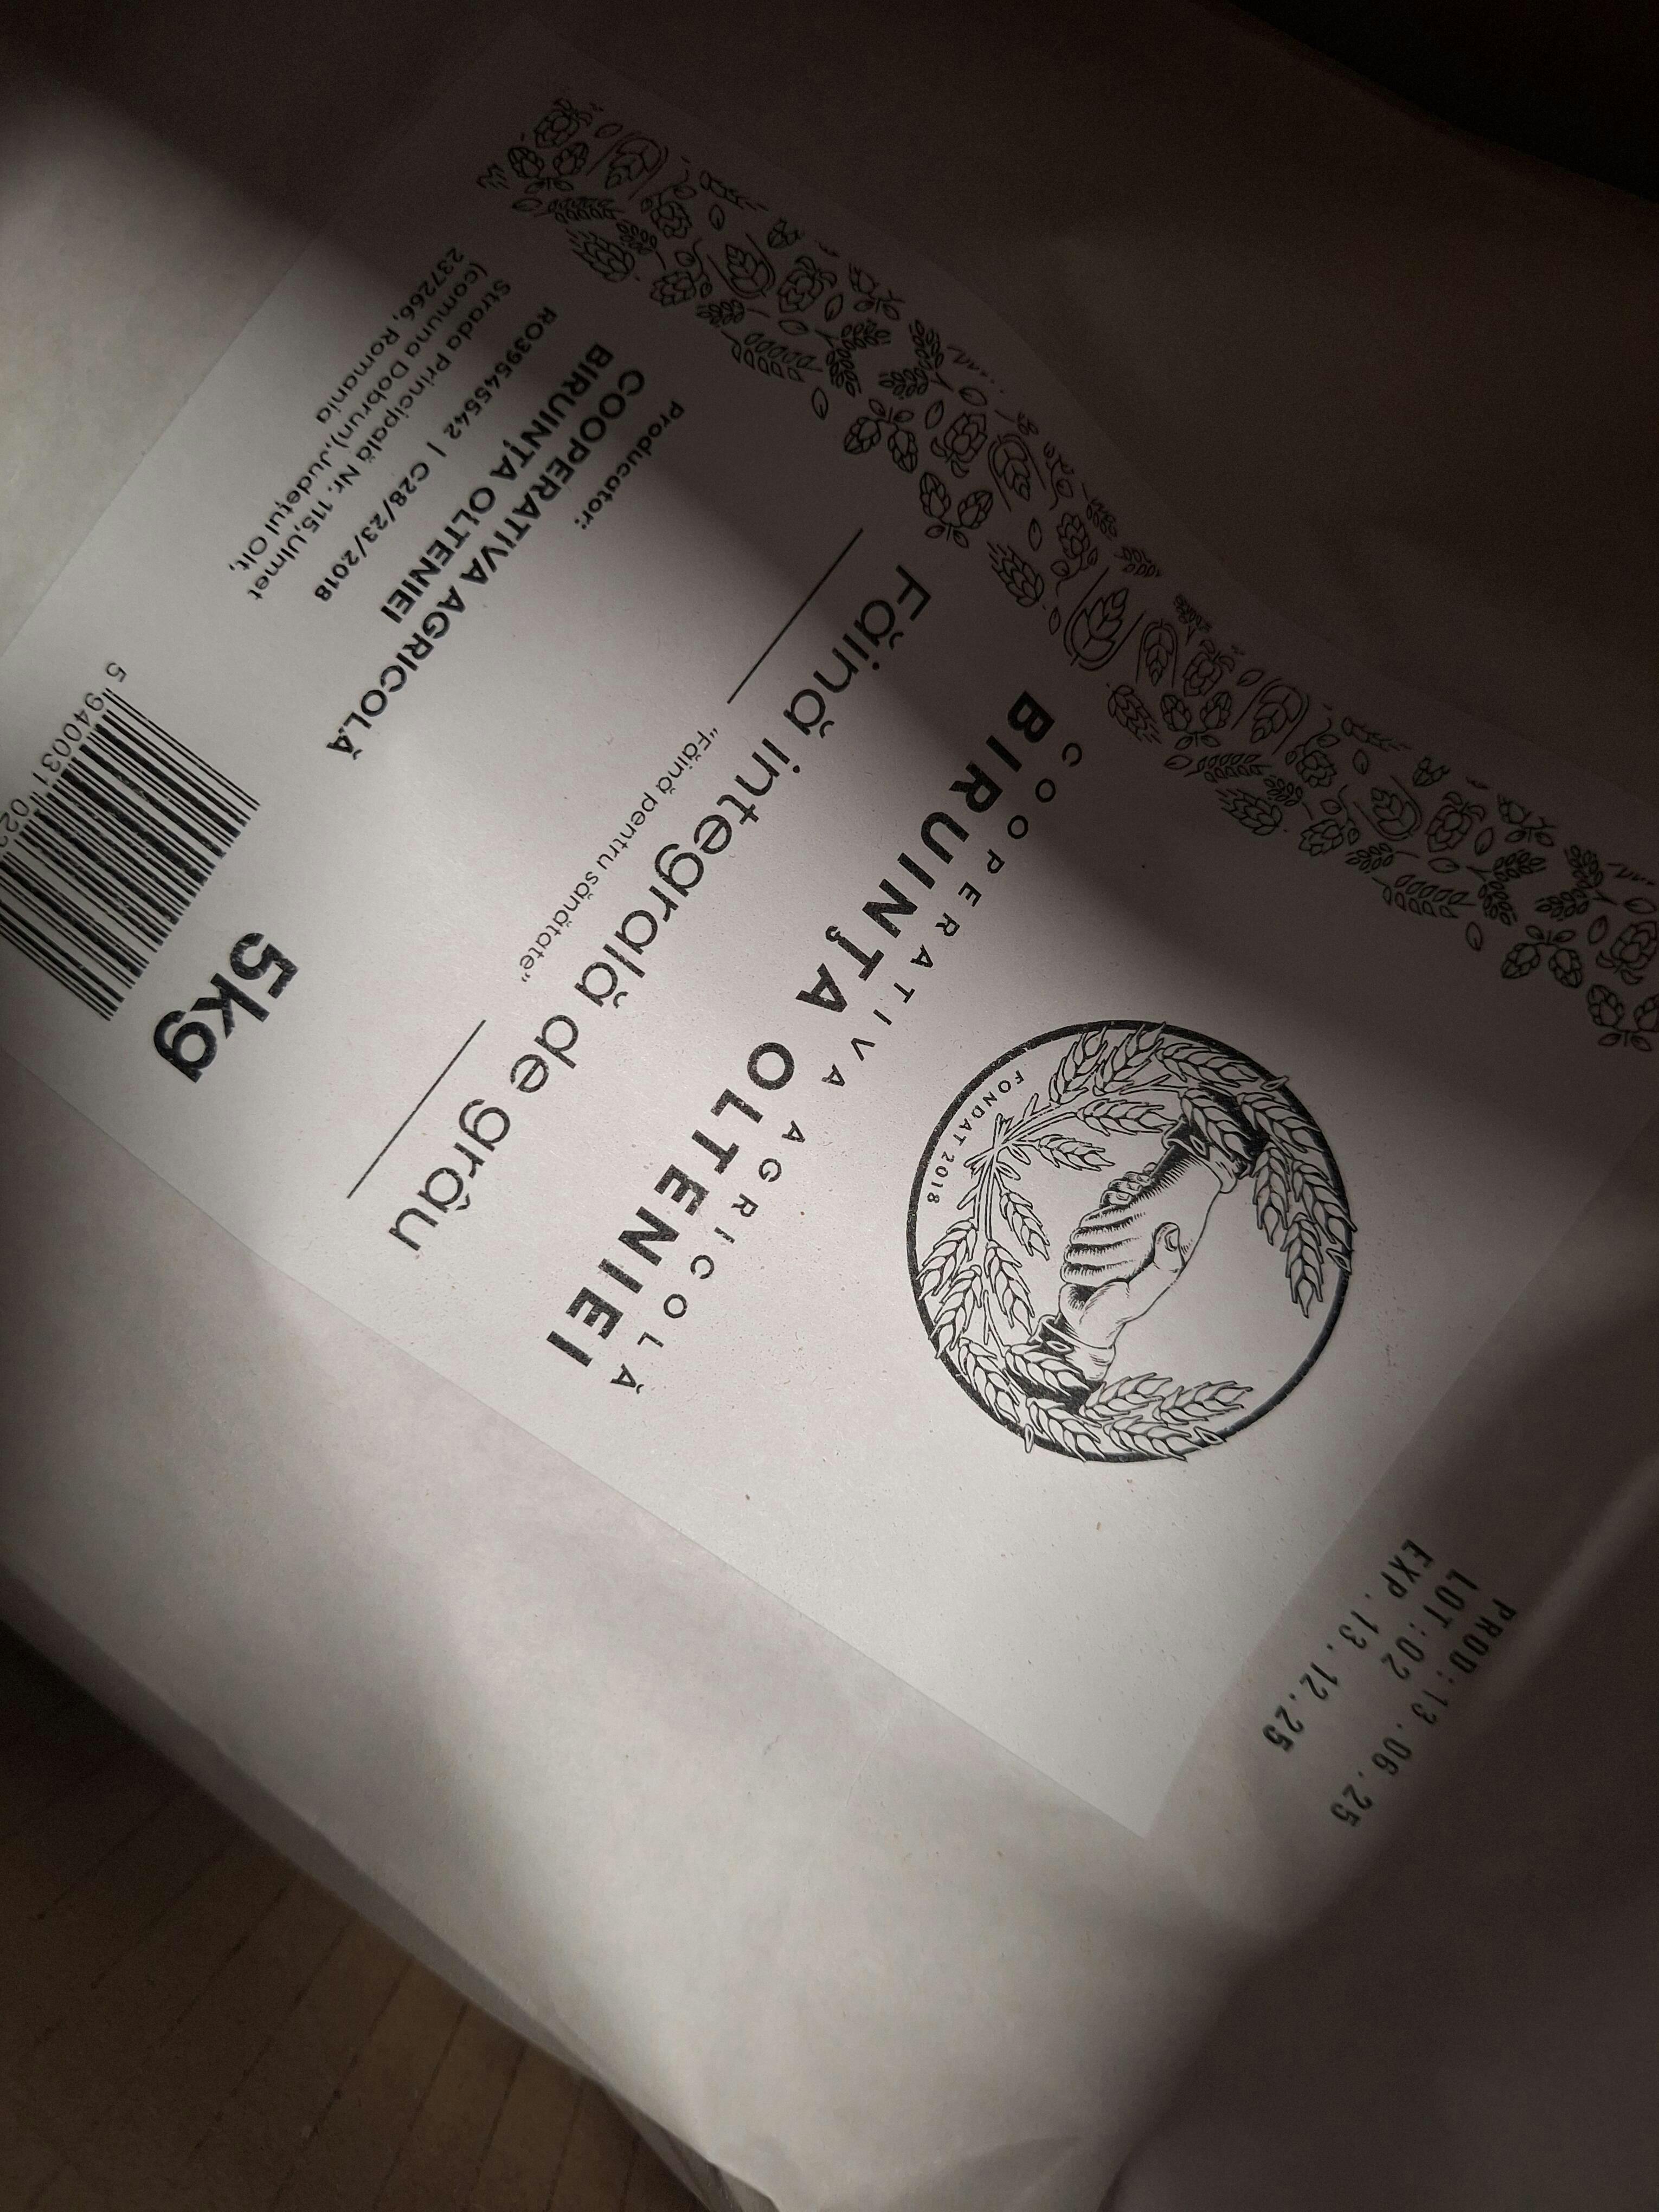 FONDAT 2018
COOPERATIVA AGRICOLĂ
BIRUINȚA OLTENIEI
Făină integrală de grâu
"Făină pentru sănătate"
Producator:
COOPERATIVA AGRICOLĂ
BIRUINȚA OLTENIEI
RO39545542 | C28/23/2018
Strada Principală Nr. 115,Ulmet
(comuna Dobrun),Județul Olt,
237266, Romania
5kg
5 940031 02
PROD:13.06.25
LOT:02
EXP.13.12.25